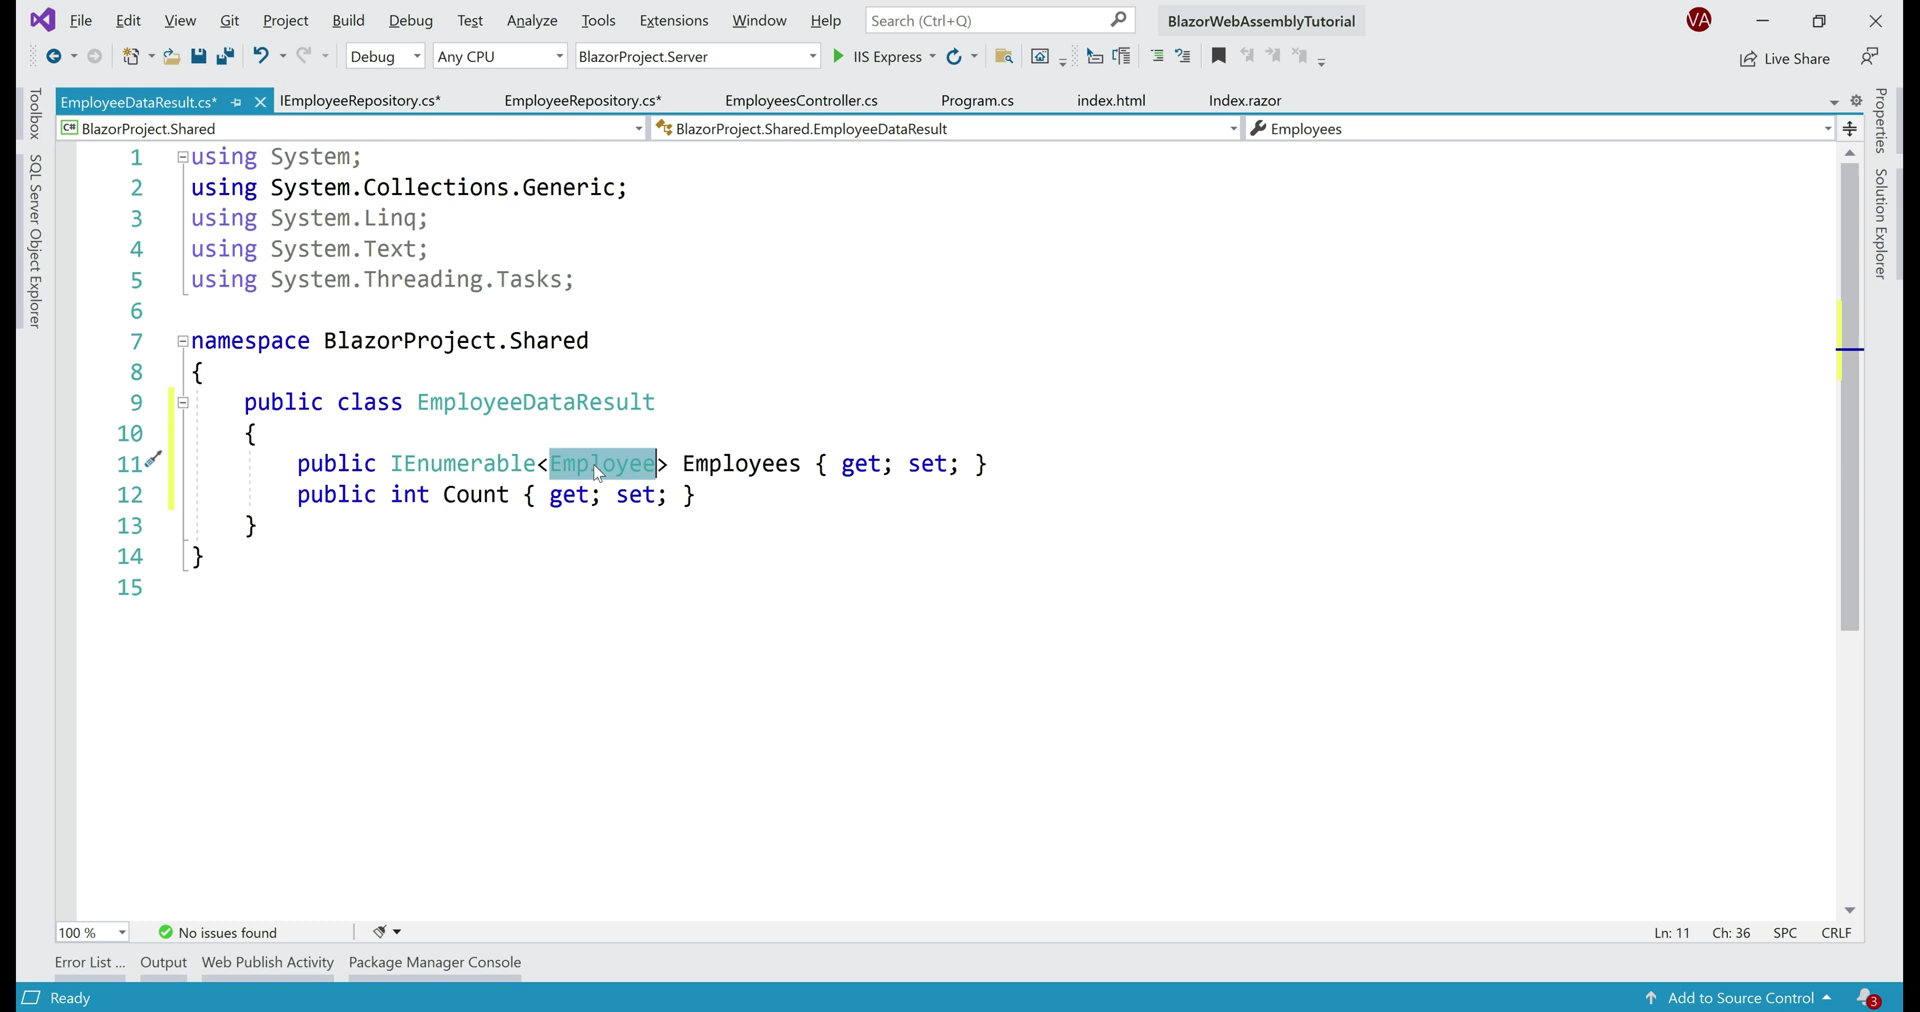 File Edit View Git Project Build Debug Test Analyze Tools Extensions Window Help Search (Ctrl+Q) BlazorWebAssemblyTutorial VA
Debug Any CPU BlazorProject.Server IIS Express Live Share
EmployeeDataResult.cs* IEmployeeRepository.cs* EmployeeRepository.cs* EmployeesController.cs Program.cs index.html Index.razor
C# BlazorProject.Shared BlazorProject.Shared.EmployeeDataResult Employees
Toolbox
SQL Server Object Explorer
1 using System;
2 using System.Collections.Generic;
3 using System.Linq;
4 using System.Text;
5 using System.Threading.Tasks;
6
7 namespace BlazorProject.Shared
8 {
9 public class EmployeeDataResult
10 {
11 public IEnumerable<Employee> Employees { get; set; }
12 public int Count { get; set; }
13 }
14 }
15
Properties
Solution Explorer
100 % No issues found Ln: 11 Ch: 36 SPC CRLF
Error List ... Output Web Publish Activity Package Manager Console
Ready Add to Source Control 3